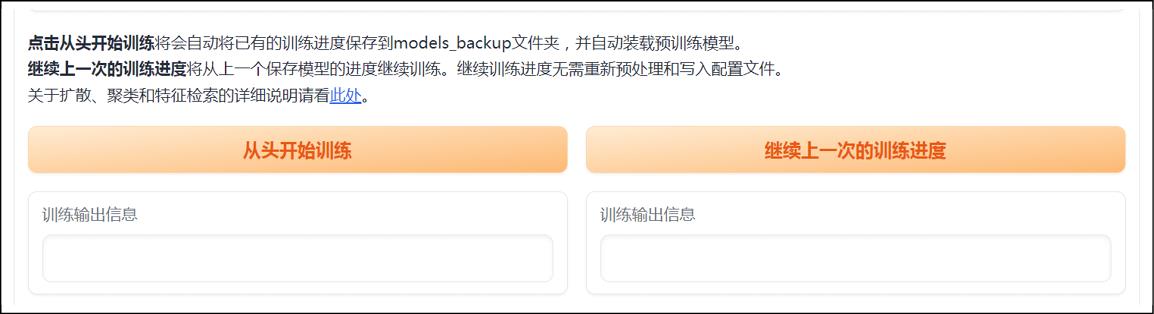 点击从头开始训练将会自动将已有的训练进度保存到models_backup文件夹，并自动装载预训练模型。
继续上一次的训练进度将从上一个保存模型的进度继续训练。继续训练进度无需重新预处理和写入配置文件。
关于扩散、聚类和特征检索的详细说明请看此处。
从头开始训练
继续上一次的训练进度
训练输出信息
训练输出信息